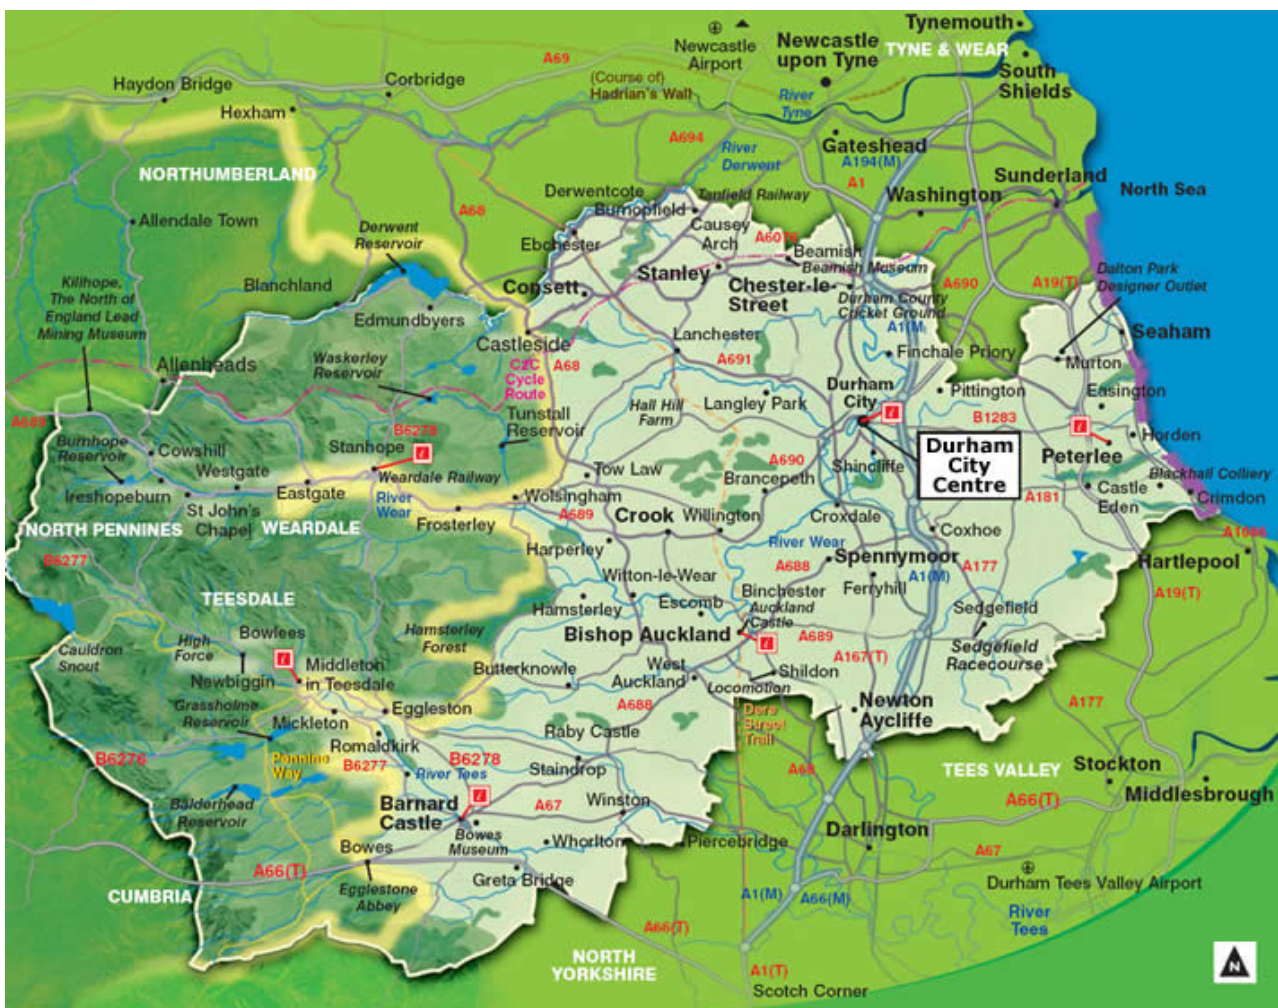 Tynemouth
TYNE & WEAR
South
Shields
Newcastle
Airport
Newcastle
upon Tyne
A69
(Course of)
Hadrian's Wall
River
Tyne
Haydon Bridge
Corbridge
Hexham
A694
River
Derwent
Gateshead
A194(M)
A1
Washington
Sunderland
North Sea
NORTHUMBERLAND
Allendale Town
A68
Derwentcote
Burnopfield
Tanfield Railway
Causey
Arch
A6076
Beamish
Beamish Museum
Ebchester
Derwent
Reservoir
Stanley
Chester-le-
Street
Consett
Durham County
Cricket Ground
A1(M)
A690
A19(T)
Dalton Park
Designer Outlet
Seaham
Killhope,
The North of
England Lead
Mining Museum
Blanchland
Edmundbyers
Castleside
Lanchester
A691
Finchale Priory
Murton
Allenheads
Waskerley
Reservoir
C2C
Cycle
Route
A68
Hall Hill
Farm
Langley Park
Durham
City
Pittington
Easington
B1283
A689
Burnhope
Reservoir
Cowshill
Stanhope
B6278
Tunstall
Reservoir
Durham
City
Centre
Shincliffe
Peterlee
Horden
Blackhall Colliery
Westgate
Weardale Railway
Tow Law
A690
Brancepeth
Ireshopeburn
St John's
Chapel
Eastgate
River
Wear
Frosterley
Wolsingham
A689
Crook
Willington
Croxdale
Coxhoe
A181
Castle
Eden
Crimdon
NORTH PENNINES
WEARDALE
Harperley
River Wear
A688
Spennymoor
A1(M)
A177
Hartlepool
A1086
B6277
Witton-le-Wear
Ferryhill
A19(T)
TEESDALE
Hamsterley
Escomb
Binchester
Auckland
Castle
Sedgefield
Sedgefield
Racecourse
Cauldron
Snout
High
Force
Bowlees
Hamsterley
Forest
Bishop Auckland
A689
A167(T)
Newbiggin
Middleton
in Teesdale
Butterknowle
West
Auckland
Locomotion
Shildon
Grassholme
Reservoir
Mickleton
Eggleston
A688
Dere
Street
Trail
Newton
Aycliffe
A177
Romaldkirk
Raby Castle
B6276
Pennine
Way
B6277
B6278
River Tees
Staindrop
A68
TEES VALLEY
Stockton
Middlesbrough
Balderhead
Reservoir
Barnard
Castle
A67
Winston
A66(T)
Bowes
Museum
Whorlton
Piercebridge
Darlington
A67
Bowes
A66(T)
Egglestone
Abbey
Greta Bridge
Durham Tees Valley Airport
CUMBRIA
A1(M)
A66(M)
River
Tees
A66(T)
NORTH
YORKSHIRE
A1(T)
Scotch Corner
N